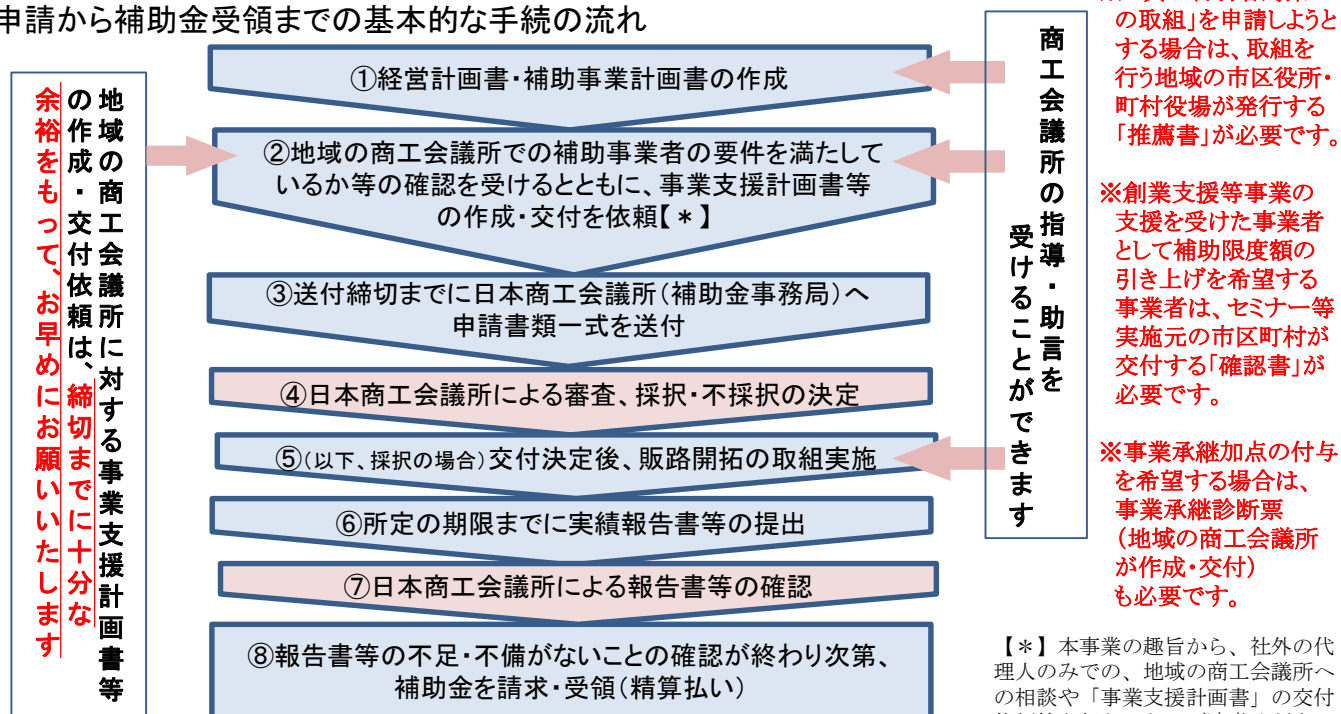 申請から補助金受領までの基本的な手続の流れ
地域の商工会議所に対する事業支援計画書等
の作成・交付依頼は、締切までに十分な
余裕をもって、お早めにお願いいたします
①経営計画書・補助事業計画書の作成
②地域の商工会議所での補助事業者の要件を満たして
いるか等の確認を受けるとともに、事業支援計画書等
の作成・交付を依頼【＊】
③送付締切までに日本商工会議所(補助金事務局)へ
申請書類一式を送付
④日本商工会議所による審査、採択・不採択の決定
⑤(以下、採択の場合)交付決定後、販路開拓の取組実施
⑥所定の期限までに実績報告書等の提出
⑦日本商工会議所による報告書等の確認
⑧報告書等の不足・不備がないことの確認が終わり次第、
補助金を請求・受領(精算払い)
商工会議所の指導・助言を
受けることができます
の取組」を申請しようと
する場合は、取組を
行う地域の市区役所・
町村役場が発行する
「推薦書」が必要です。
※創業支援等事業の
支援を受けた事業者
として補助限度額の
引き上げを希望する
事業者は、セミナー等
実施元の市区町村が
交付する「確認書」が
必要です。
※事業承継加点の付与
を希望する場合は、
事業承継診断票
(地域の商工会議所
が作成・交付)
も必要です。
【＊】本事業の趣旨から、社外の代
理人のみでの、地域の商工会議所へ
の相談や「事業支援計画書」の交付